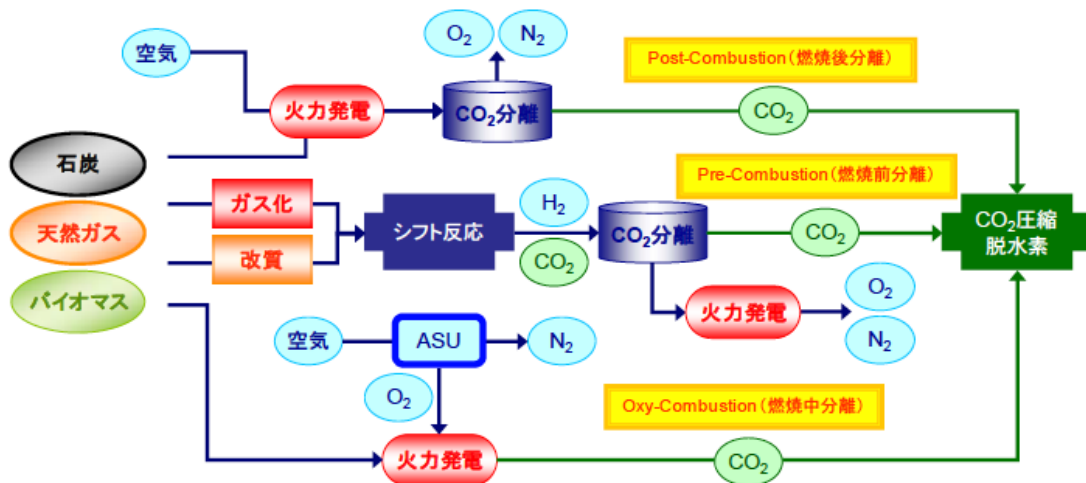 空気
O₂
N₂
Post-Combustion(燃焼後分離)
火力発電
CO₂分離
CO₂
石炭
天然ガス
バイオマス
ガス化
改質
シフト反応
H₂
CO₂
CO₂分離
Pre-Combustion(燃焼前分離)
CO₂
CO₂圧縮
脱水素
火力発電
O₂
N₂
空気
ASU
N₂
O₂
火力発電
Oxy-Combustion(燃焼中分離)
CO₂